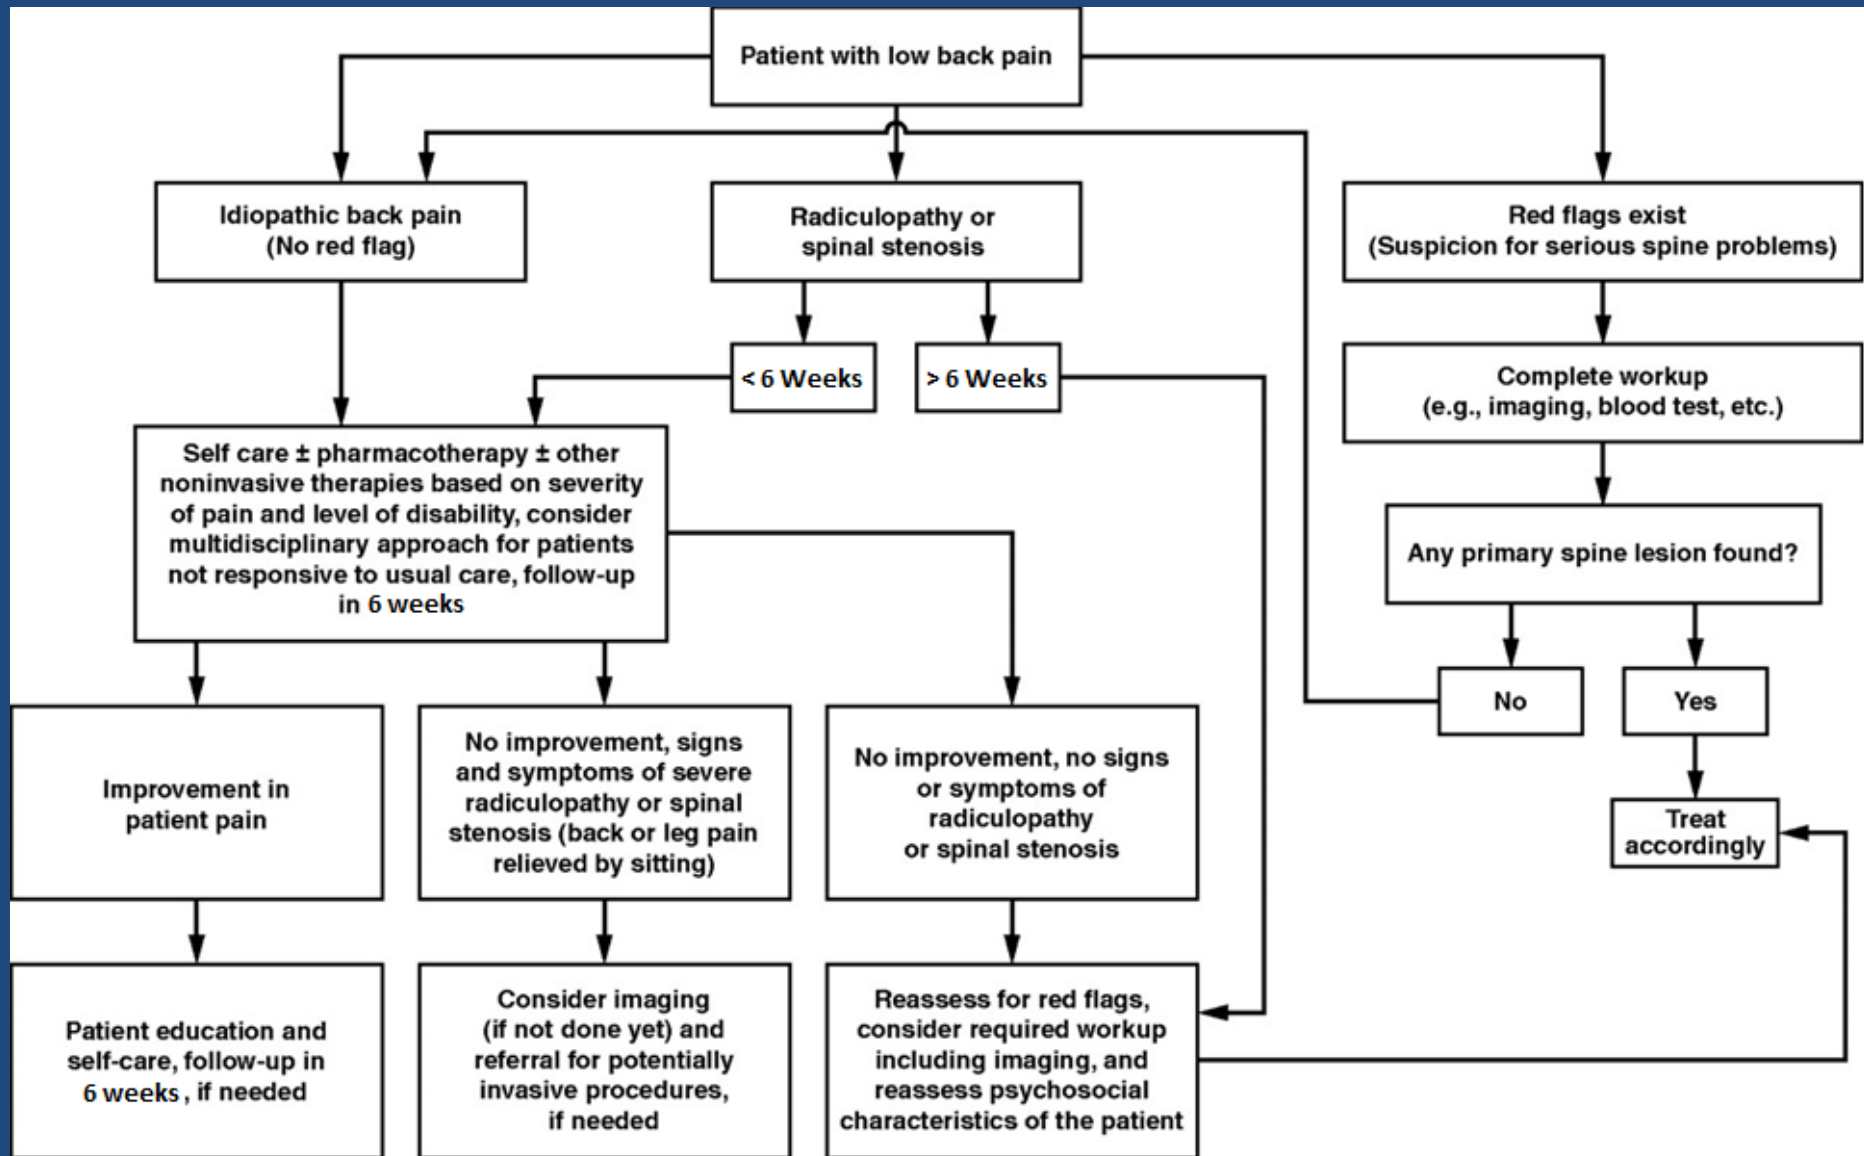 Patient with low back pain
Idiopathic back pain
(No red flag)
Radiculopathy or
spinal stenosis
Red flags exist
(Suspicion for serious spine problems)
< 6 Weeks
> 6 Weeks
Complete workup
(e.g., imaging, blood test, etc.)
Self care ± pharmacotherapy ± other
noninvasive therapies based on severity
of pain and level of disability, consider
multidisciplinary approach for patients
not responsive to usual care, follow-up
in 6 weeks
Any primary spine lesion found?
No
Yes
Improvement in
patient pain
No improvement, signs
and symptoms of severe
radiculopathy or spinal
stenosis (back or leg pain
relieved by sitting)
No improvement, no signs
or symptoms of
radiculopathy
or spinal stenosis
Treat
accordingly
Patient education and
self-care, follow-up in
6 weeks, if needed
Consider imaging
(if not done yet) and
referral for potentially
invasive procedures,
if needed
Reassess for red flags,
consider required workup
including imaging, and
reassess psychosocial
characteristics of the patient